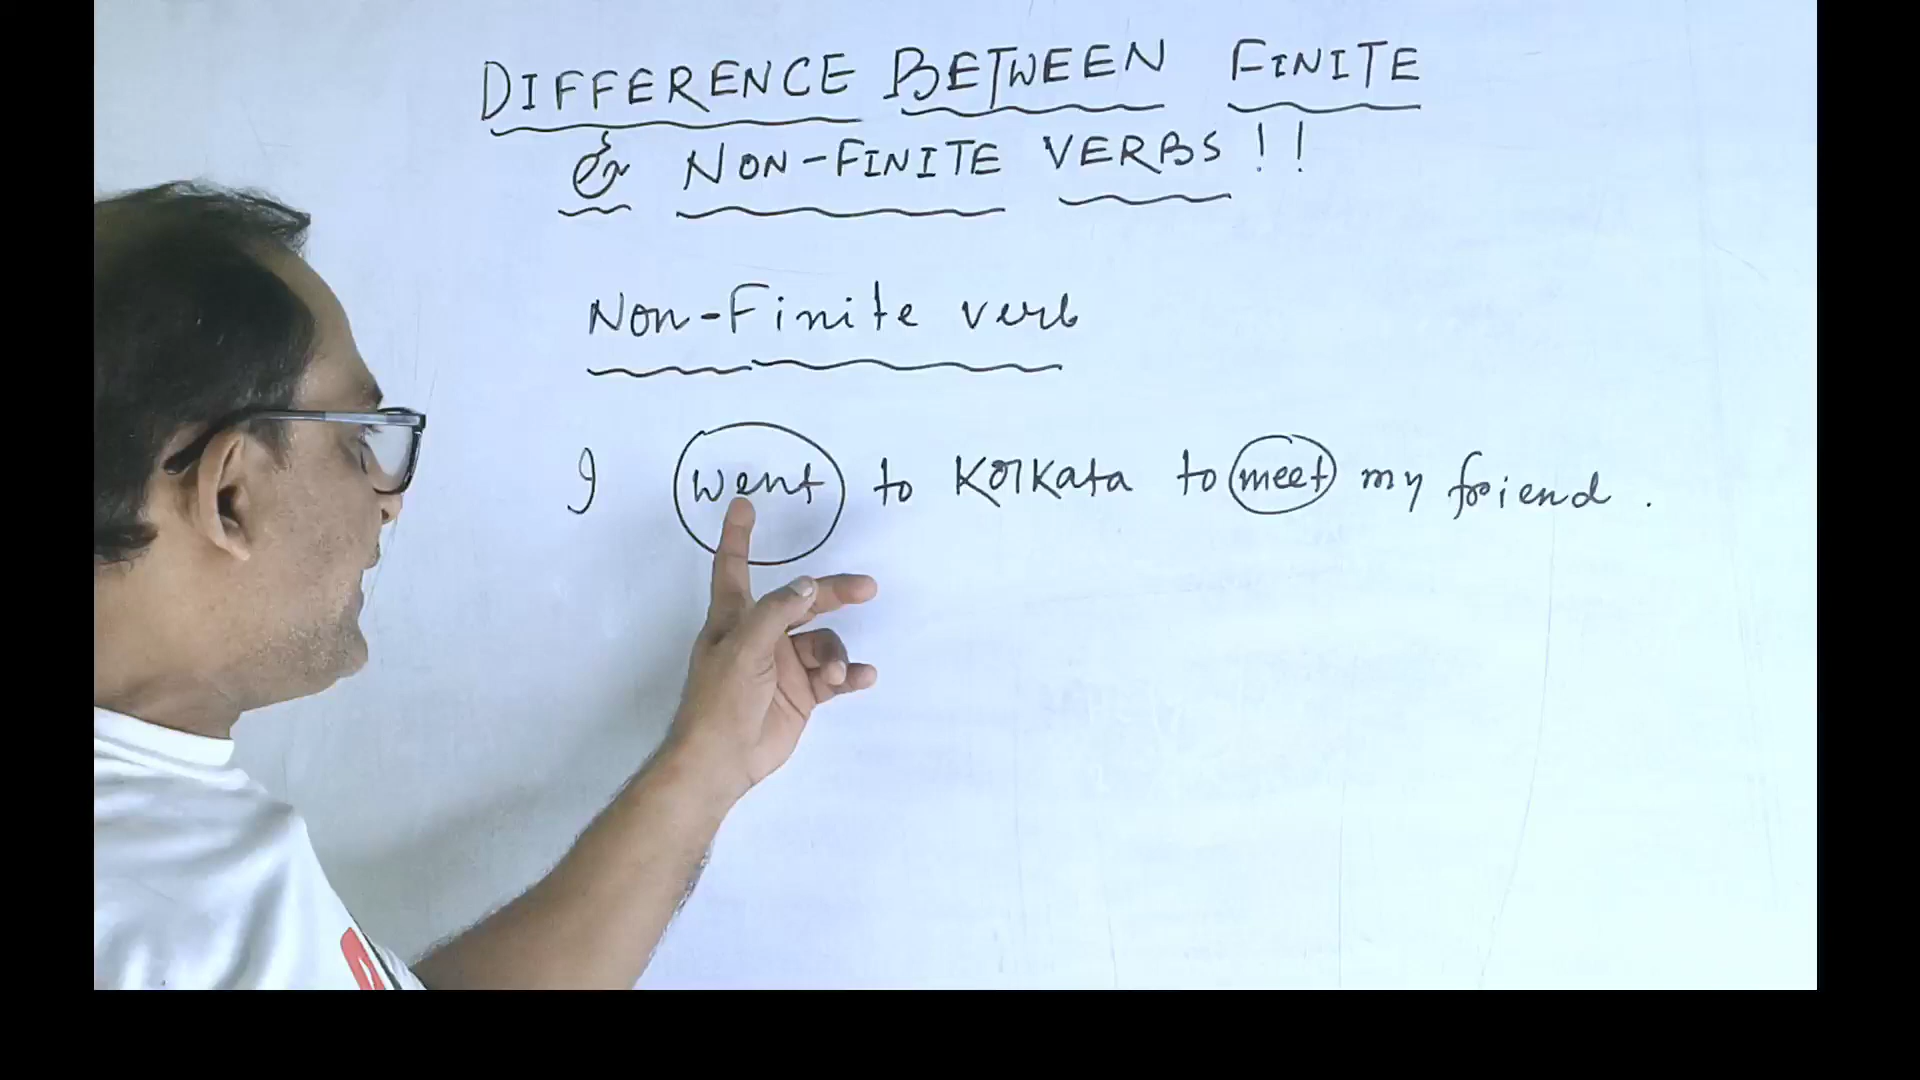 DIFFERENCE BETWEEN FINITE
& NON-FINITE VERBS!!
Non-Finite verb
I went to Kolkata to meet my friend.